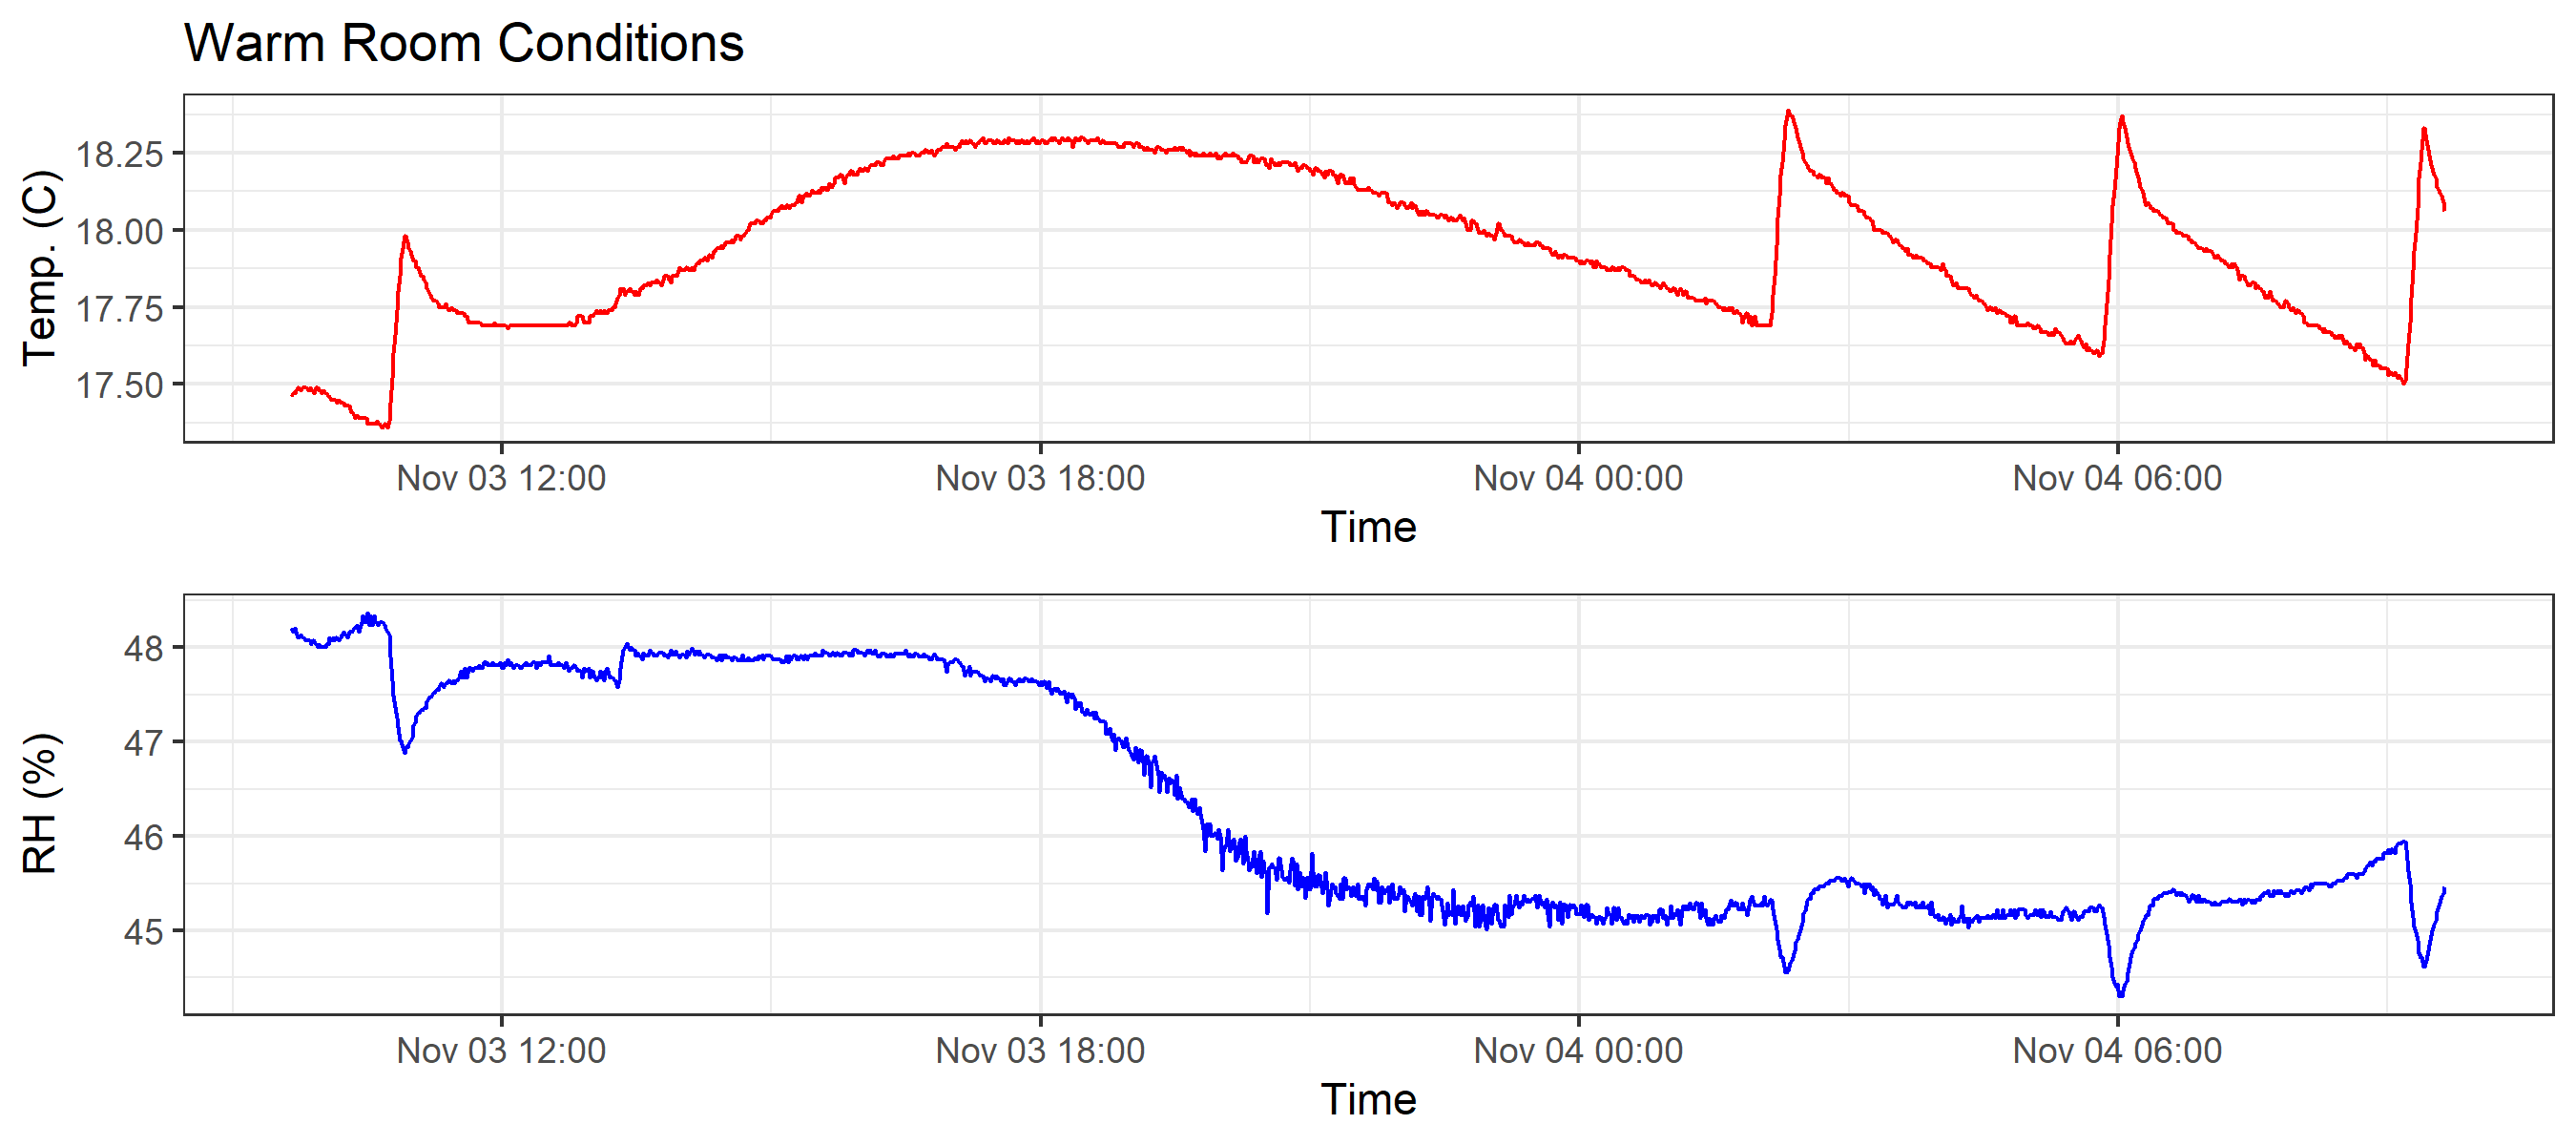 Warm Room Conditions
Temp. (C)
18.25
18.00
17.75
17.50
Nov 03 12:00 Nov 03 18:00 Nov 04 00:00 Nov 04 06:00
Time
RH (%)
48
47
46
45
Nov 03 12:00 Nov 03 18:00 Nov 04 00:00 Nov 04 06:00
Time